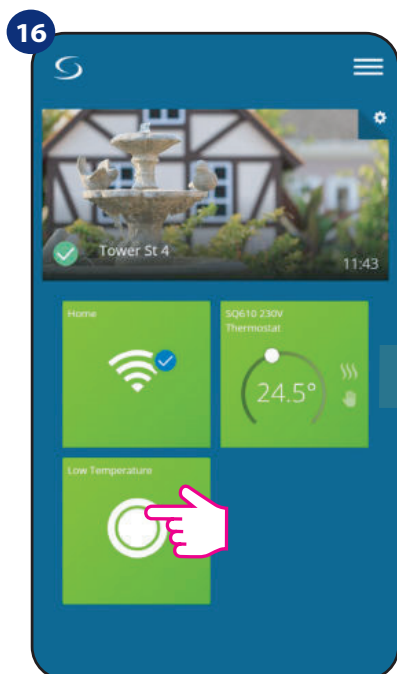 16
Tower St 4
11:43
Home
SQ610 230V
Thermostat
24.5°
Low Temperature